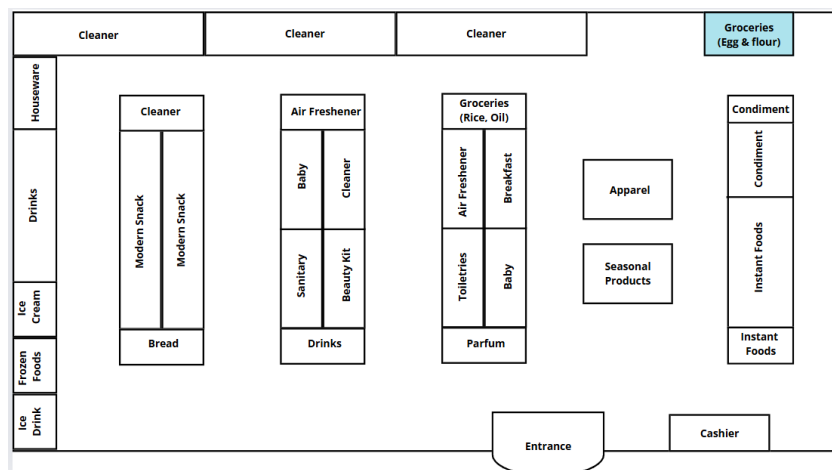 Cleaner
Cleaner
Cleaner
Groceries
(Egg & flour)
Houseware
Drinks
Ice
Cream
Frozen
Foods
Ice
Drink
Cleaner
Modern Snack
Modern Snack
Bread
Air Freshener
Baby
Cleaner
Sanitary
Beauty Kit
Drinks
Groceries
(Rice, Oil)
Air Freshener
Breakfast
Toiletries
Baby
Parfum
Apparel
Seasonal
Products
Condiment
Condiment
Instant Foods
Instant
Foods
Entrance
Cashier